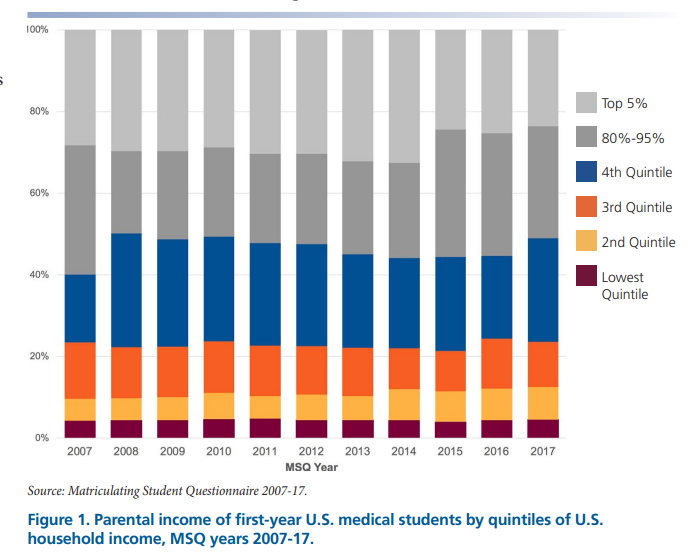 100%
80%
60%
40%
20%
0%
2007 2008 2009 2010 2011 2012 2013 2014 2015 2016 2017
MSQ Year
Top 5%
80%-95%
4th Quintile
3rd Quintile
2nd Quintile
Lowest
Quintile
Source: Matriculating Student Questionnaire 2007-17.
Figure 1. Parental income of first-year U.S. medical students by quintiles of U.S.
household income, MSQ years 2007-17.